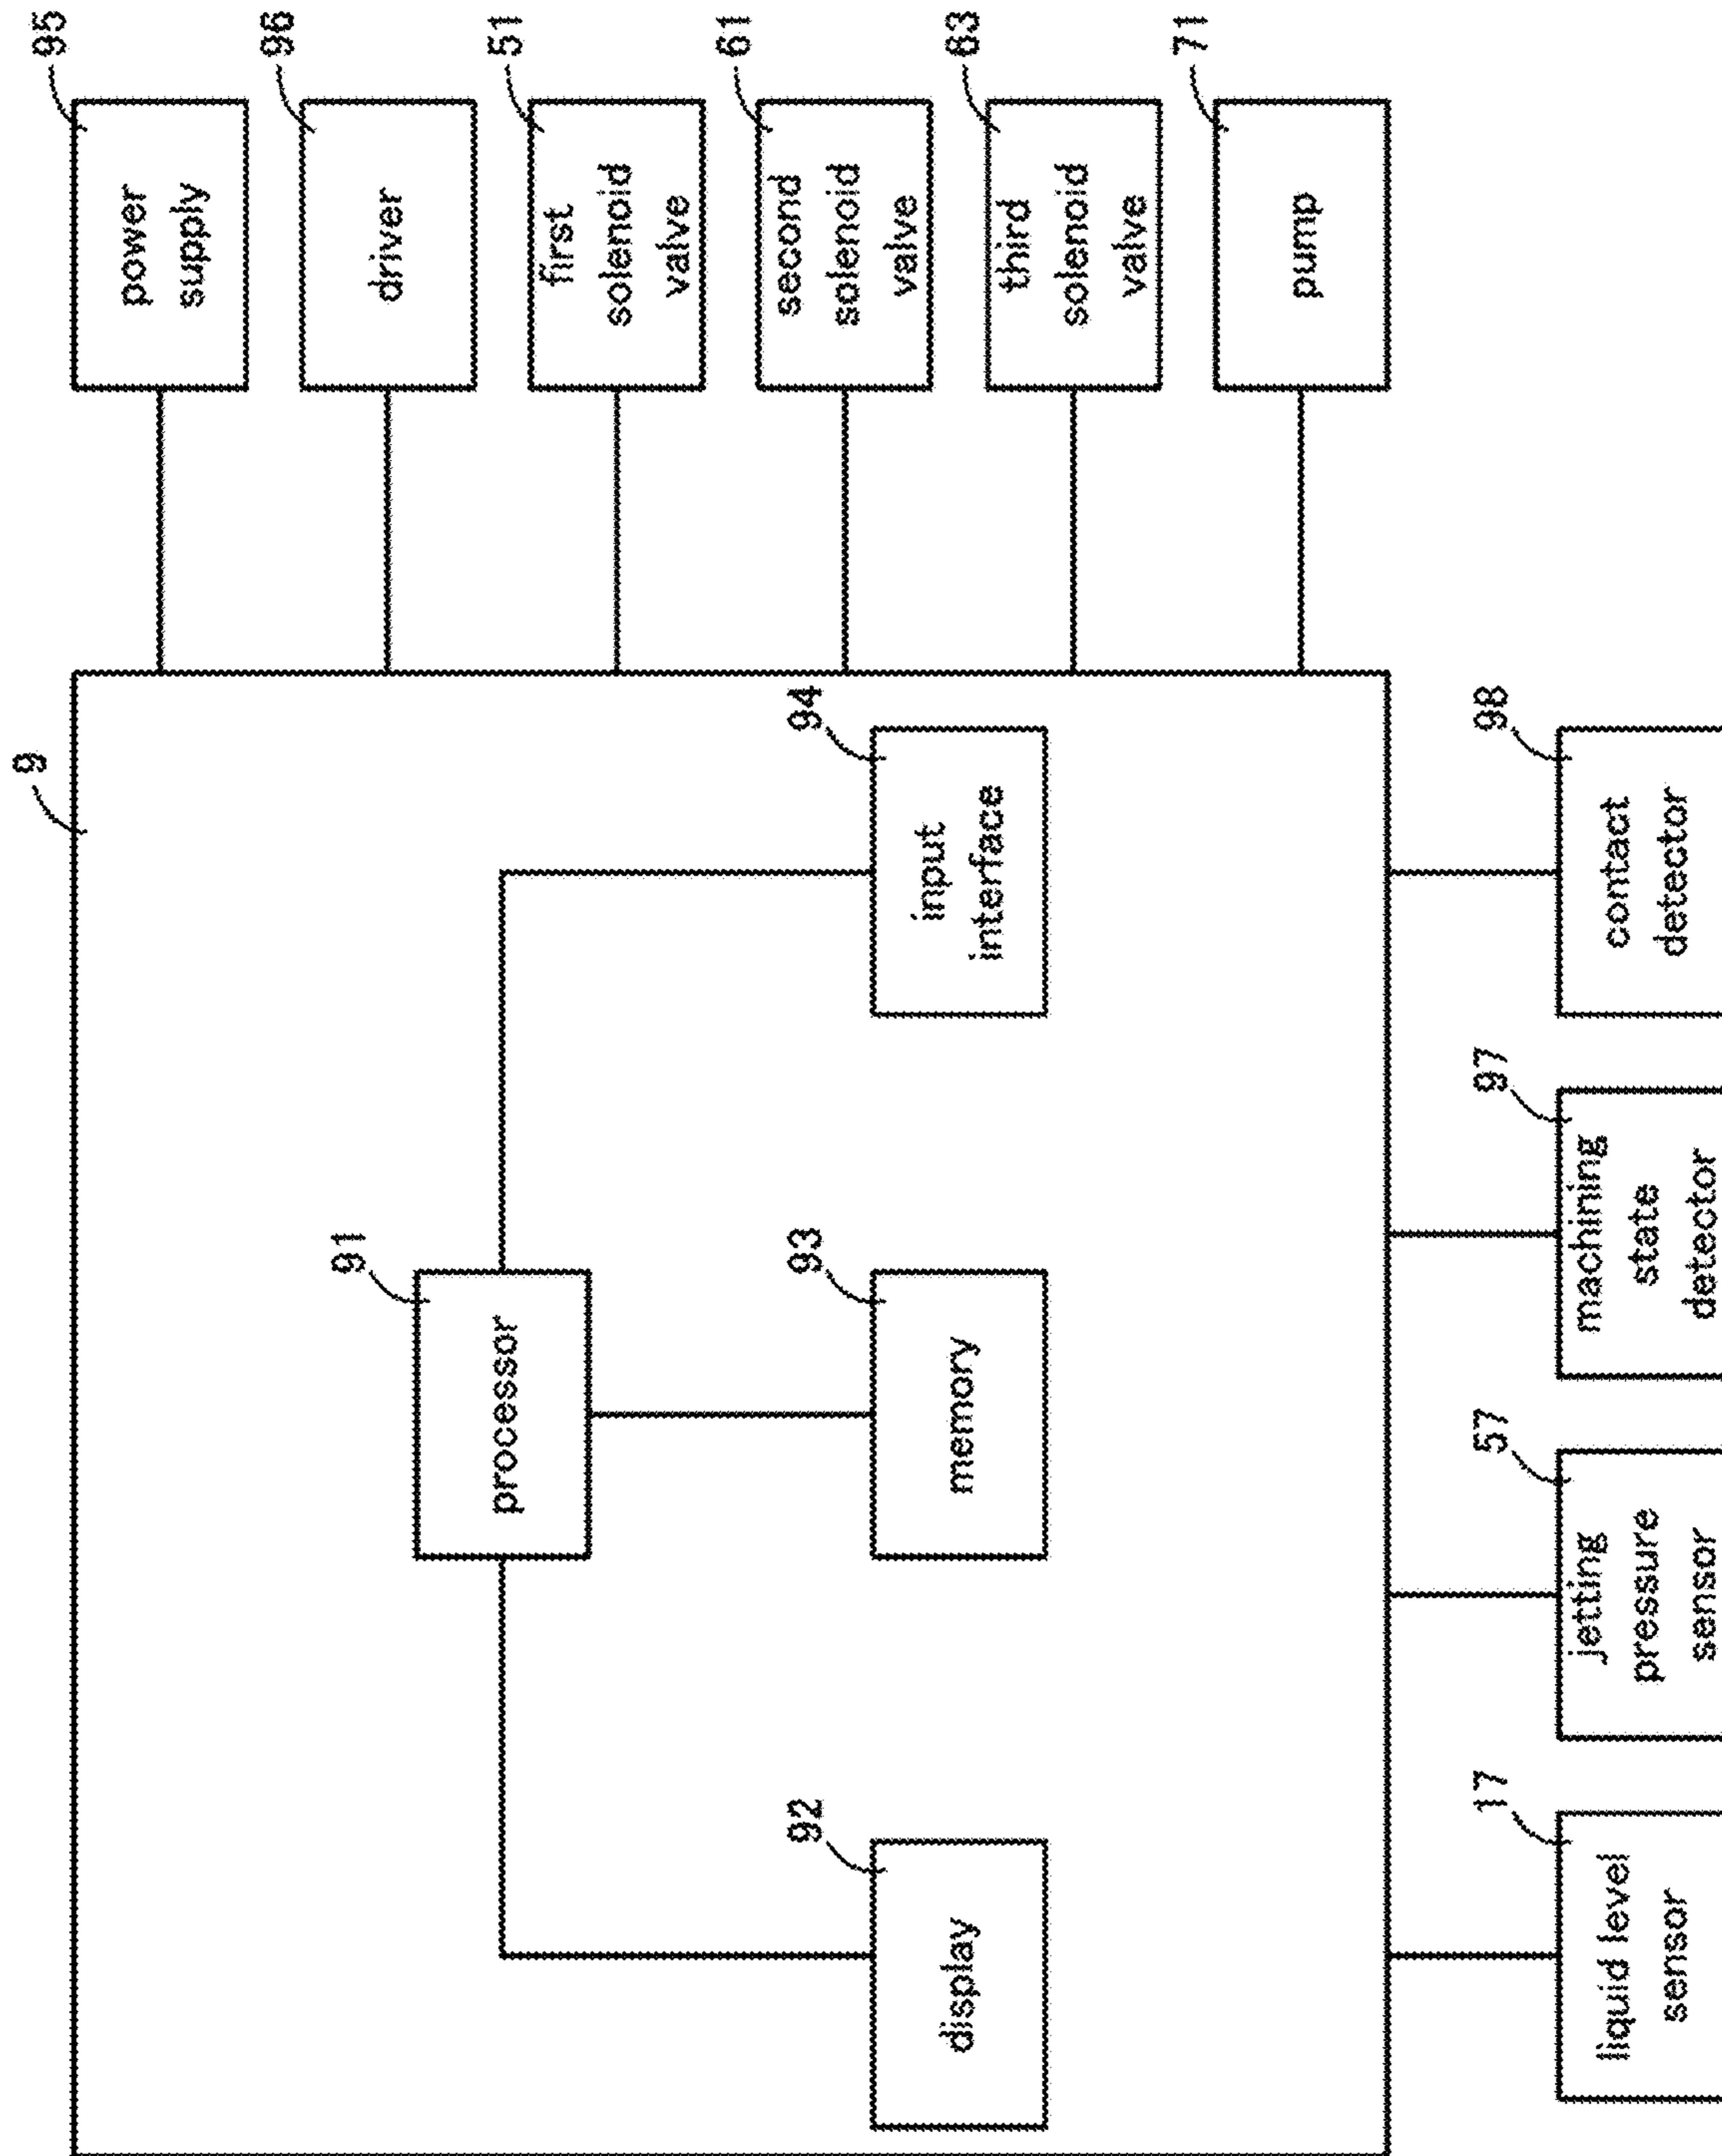 9
91
processor
92
display
93
memory
94
input
interface
95
power
supply
96
driver
51
first
solenoid
valve
61
second
solenoid
valve
63
third
solenoid
valve
71
pump
17
liquid level
sensor
57
jetting
pressure
sensor
97
machining
state
detector
98
contact
detector